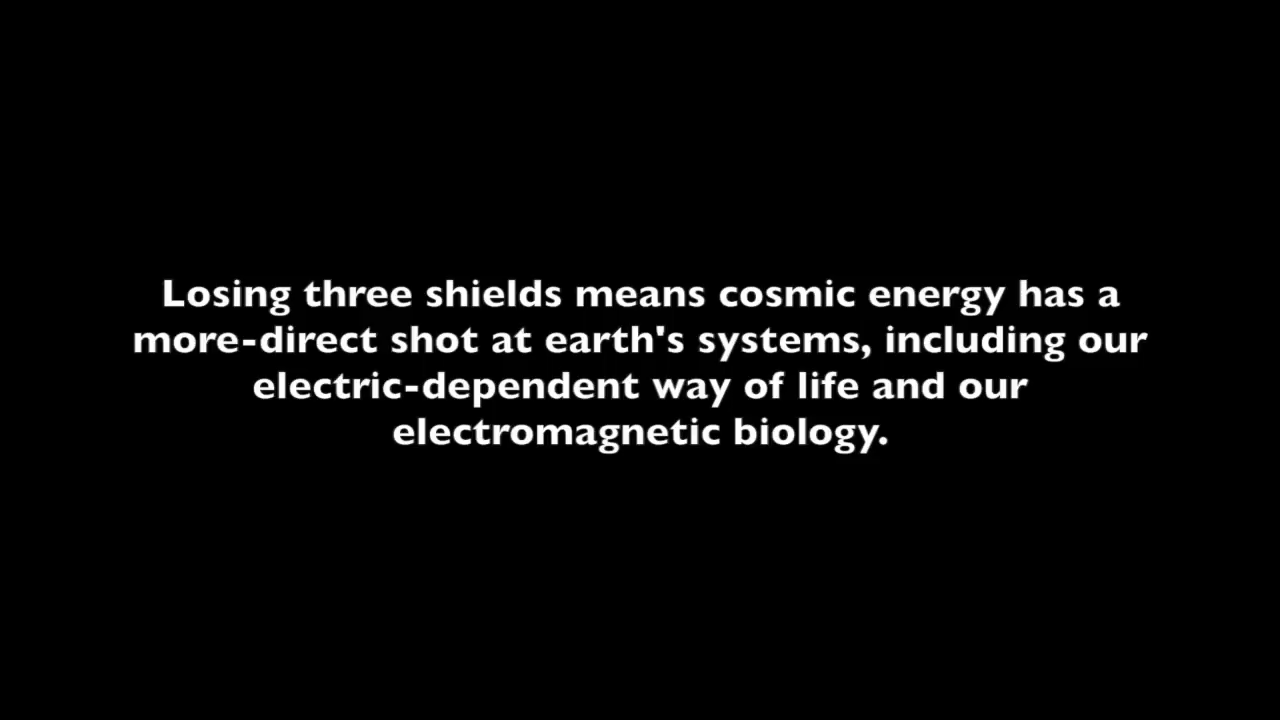 Losing three shields means cosmic energy has a
more-direct shot at earth's systems, including our
electric-dependent way of life and our
electromagnetic biology.